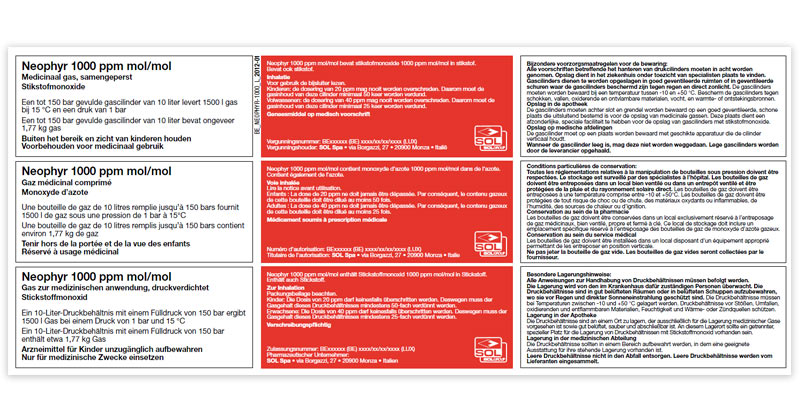 Neophyr 1000 ppm mol/mol
Medicinaal gas, samengeperst
Stikstofmonoxide
Een tot 150 bar gevulde gascilinder van 10 liter levert 1500 l gas
bij 15 °C en een druk van 1 bar
Een tot 150 bar gevulde gascilinder van 10 liter bevat ongeveer
1,77 kg gas
Buiten het bereik en zicht van kinderen houden
Voorbehouden voor medicinaal gebruik
BE_NEOPHYR-1000_L_2012-01
Neophyr 1000 ppm mol/mol bevat stikstofmonoxide 1000 ppm mol/mol in stikstof.
Bevat ook stikstof.
Inhalatie
Voor gebruik de bijsluiter lezen.
Kinderen: de dosering van 20 ppm mag nooit worden overschreden. Daarom moet de
gasinhoud van deze cilinder minimaal 50 keer worden verdund.
Volwassenen: de dosering van 40 ppm mag nooit worden overschreden. Daarom moet de
gasinhoud van deze cilinder minimaal 25 keer worden verdund.
Geneesmiddel op medisch voorschrift
Vergunningsnummer: BExxxxxx (BE) xxxx/xx/xx/xxxx (LUX)
Vergunninghouder: SOL Spa • via Borgazzi, 27 • 20900 Monza • Italië
SOL
Bijzondere voorzorgsmaatregelen voor de bewaring:
Alle voorschriften betreffende het hanteren van drukcilinders moeten in acht worden
genomen. Opslag dient in het ziekenhuis onder toezicht van specialisten plaats te vinden.
Gascilinders dienen te worden opgeslagen in goed geventileerde ruimten of in geventileerde
schuren waar de gascilinders beschermd zijn tegen regen en direct zonlicht. De gascilinders
moeten worden bewaard bij een temperatuur tussen -10 en +50 °C. Bescherm de gascilinders tegen
schokken, vallen, oxiderende en ontvlambare materialen, vocht, en warmte- of ontstekingsbronnen.
Opslag in de apotheek
De gascilinders moeten achter slot en grendel worden bewaard op een goed geventileerde, schone
plaats die uitsluitend bestemd is voor de opslag van medicinale gassen. Deze plaats dient een
afzonderlijke, speciale faciliteit te hebben voor de opslag van gascilinders met stikstofmonoxide.
Opslag op medische afdelingen
De gascilinder moet op een plaats worden bewaard met geschikte apparatuur die de cilinder
verticaal houdt.
Wanneer de gascilinder leeg is, mag deze niet worden weggedaan. Lege gascilinders worden
door de leverancier opgehaald.
Neophyr 1000 ppm mol/mol
Gaz médicinal comprimé
Monoxyde d'azote
Une bouteille de gaz de 10 litres remplie jusqu'à 150 bars fournit
1500 l de gaz sous une pression de 1 bar à 15°C
Une bouteille de gaz de 10 litres remplie jusqu'à 150 bars contient
environ 1,77 kg de gaz
Tenir hors de la portée et de la vue des enfants
Réservé à usage médicinal
Neophyr 1000 ppm mol/mol contient monoxyde d'azote 1000 ppm mol/mol dans de l'azote.
Contient également de l'azote.
Voie inhalée
Lire la notice avant utilisation.
Enfants : La dose de 20 ppm ne doit jamais être dépassée. Par conséquent, le contenu gazeux
de cette bouteille doit être dilué au moins 50 fois.
Adultes : La dose de 40 ppm ne doit jamais être dépassée. Par conséquent, le contenu gazeux
de cette bouteille doit être dilué au moins 25 fois.
Médicament soumis à prescription médicale
Numéro d'autorisation: BExxxxxx (BE) xxxx/xx/xx/xxxx (LUX)
Titulaire de l'autorisation: SOL Spa • via Borgazzi, 27 • 20900 Monza • Italie
SOL
Conditions particulières de conservation:
Toutes les réglementations relatives à la manipulation de bouteilles sous pression doivent être
respectées. Le stockage est surveillé par des spécialistes à l'hôpital. Les bouteilles de gaz
doivent être entreposées dans un local bien ventilé ou dans un entrepôt ventilé et être
protégées de la pluie et du rayonnement solaire direct. Les bouteilles de gaz doivent être
entreposées à une température comprise entre -10 et +50°C. Les bouteilles de gaz doivent être
protégées de tout risque de choc ou de chute, des matériaux oxydants ou inflammables, de
l'humidité, des sources de chaleur ou d'ignition.
Conservation au sein de la pharmacie
Les bouteilles de gaz doivent être conservées dans un local exclusivement réservé à l'entreposage
de gaz médicinaux, bien ventilé, propre et fermé à clé. Ce local de stockage doit inclure un
emplacement spécifique réservé à l'entreposage des bouteilles de gaz de monoxyde d'azote gazeux.
Conservation au sein du service médical
Les bouteilles de gaz doivent être installées dans un local disposant d'un équipement approprié
permettant de les entreposer en position verticale.
Ne pas jeter la bouteille de gaz vide. Les bouteilles de gaz vides sont récupérées par le
fournisseur.
Neophyr 1000 ppm mol/mol
Gas zur medizinischen anwendung, druckverdichtet
Stickstoffmonoxid
Ein 10-Liter-Druckbehältnis mit einem Fülldruck von 150 bar ergibt
1500 l Gas bei einem Druck von 1 bar und 15 °C
Ein 10-Liter-Druckbehältnis mit einem Fülldruck von 150 bar
enthält etwa 1,77 kg Gas
Arzneimittel für Kinder unzugänglich aufbewahren
Nur für medizinische Zwecke einsetzen
Neophyr 1000 ppm mol/mol enthält Stickstoffmonoxid 1000 ppm mol/mol in Stickstoff.
Enthält auch Stickstoff.
Zur Inhalation
Packungsbeilage beachten.
Kinder: Die Dosis von 20 ppm darf keinesfalls überschritten werden. Deswegen muss der
Gasgehalt dieses Druckbehältnisses mindestens 50-fach verdünnt werden.
Erwachsene: Die Dosis von 40 ppm darf keinesfalls überschritten werden. Deswegen muss der
Gasgehalt dieses Druckbehältnisses mindestens 25-fach verdünnt werden.
Verschreibungspflichtig
Zulassungsnummer: BExxxxxx (BE) xxxx/xx/xx/xxxx (LUX)
Pharmazeutischer Unternehmer:
SOL Spa • via Borgazzi, 27 • 20900 Monza • Italien
SOL
Besondere Lagerungshinweise:
Alle Anweisungen zur Handhabung von Druckbehältnissen müssen befolgt werden.
Die Lagerung wird von den im Krankenhaus dafür zuständigen Personen überwacht. Die
Druckbehältnisse sind in gut belüfteten Räumen oder in belüfteten Schuppen aufzubewahren,
wo sie vor Regen und direkter Sonneneinstrahlung geschützt sind. Die Druckbehältnisse müssen
bei Temperaturen zwischen -10 und +50 °C gelagert werden. Druckbehältnisse vor Stößen, Umfallen,
oxidierenden und entflammbaren Materialien, Feuchtigkeit und Wärme- oder Zündquellen schützen.
Lagerung in der Apotheke
Die Druckbehältnisse sind an einem Ort zu lagern, der ausschließlich für die Lagerung medizinischer Gase
vorgesehen ist sowie gut belüftet, sauber und abschließbar ist. An diesem Lagerort sollte ein getrennter,
spezieller Platz für die Lagerung von Druckbehältnissen mit Stickstoffmonoxid vorhanden sein.
Lagerung in der medizinischen Abteilung
Die Druckbehältnisse sollten in einem Bereich aufbewahrt werden, in dem eine geeignete
Ausstattung für ihre stehende Lagerung vorhanden ist.
Leere Druckbehältnisse nicht in den Abfall entsorgen. Leere Druckbehältnisse werden vom
Lieferanten eingesammelt.